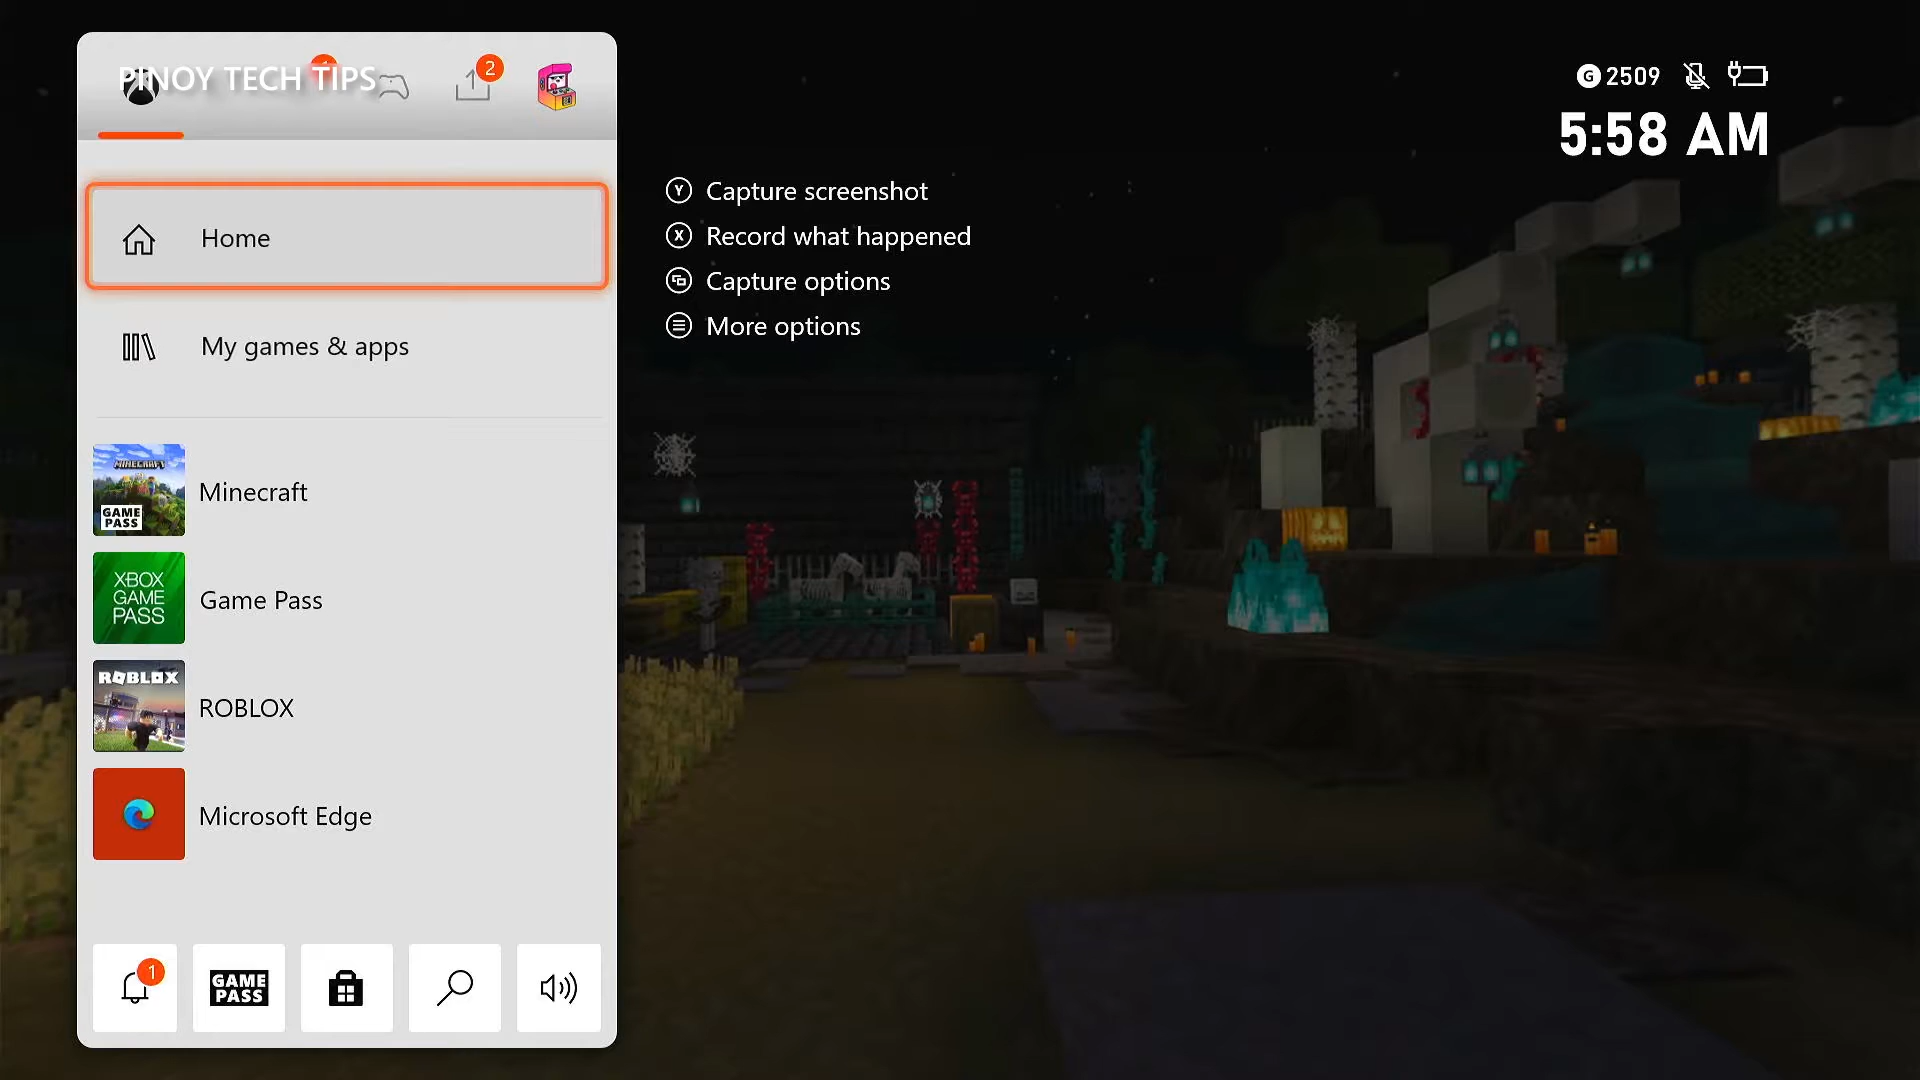 PINOY TECH TIPS
2
2509
5:58 AM
Home
My games & apps
Y Capture screenshot
X Record what happened
Capture options
More options
MINECRAFT
GAME
PASS
Minecraft
XBOX
GAME
PASS
Game Pass
ROBLOX
ROBLOX
Microsoft Edge
1
GAME
PASS